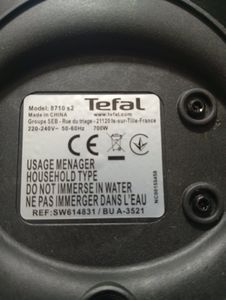 Model: 8710 s2
Made in CHINA
Tefal
www.tefal.com
Groupe SEB - Rue du triage - 21120 Is-sur-Tille-France
220-240V~ 50-60Hz 700W
CE
USAGE MENAGER
HOUSEHOLD TYPE
DO NOT IMMERSE IN WATER
NE PAS IMMERGER DANS L'EAU
REF:SW614831 / BU A-3521